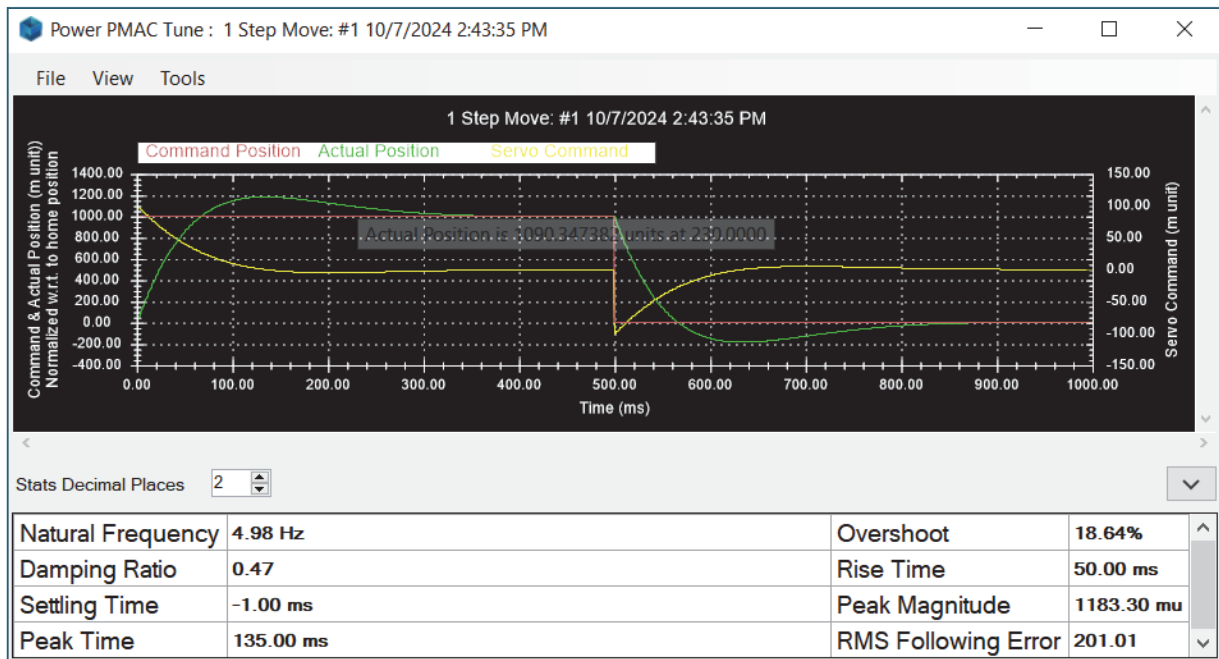 Power PMAC Tune : 1 Step Move: #1 10/7/2024 2:43:35 PM
File View Tools
1 Step Move: #1 10/7/2024 2:43:35 PM
Command Position Actual Position Servo Command
Command & Actual Position (m unit))
Normalized w.r.t. to home position
1400.00
1200.00
1000.00
800.00
600.00
400.00
200.00
0.00
-200.00
-400.00
Actual Position is 1090.34738 units at 230.0000
150.00
100.00
50.00
0.00
-50.00
-100.00
-150.00
Servo Command (m unit)
0.00 100.00 200.00 300.00 400.00 500.00 600.00 700.00 800.00 900.00 1000.00
Time (ms)
Stats Decimal Places 2
Natural Frequency 4.98 Hz Overshoot 18.64%
Damping Ratio 0.47 Rise Time 50.00 ms
Settling Time -1.00 ms Peak Magnitude 1183.30 mu
Peak Time 135.00 ms RMS Following Error 201.01